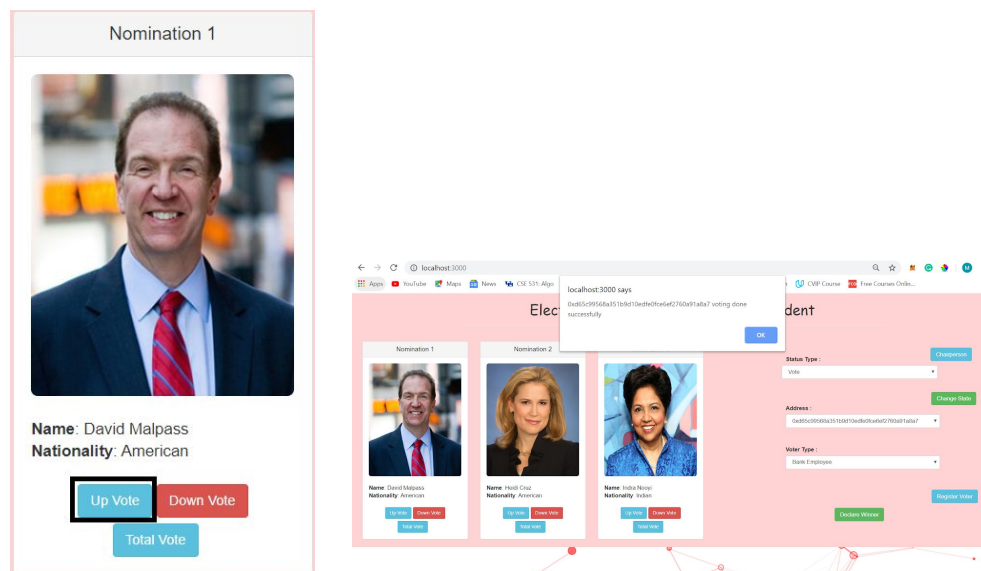 Nomination 1
Name: David Malpass
Nationality: American
Up Vote
Down Vote
Total Vote
localhost:3000
Apps
YouTube
Maps
News
CSE 531: Algo
CVIP Course
Free Courses Onlin...
localhost:3000 says
0xd65c99568a351b9d10edfe0fce6ef2760a91a8a7 voting done
successfully
OK
Elec
dent
Nomination 1
Name: David Malpass
Nationality: American
Up Vote
Down Vote
Total Vote
Nomination 2
Name: Heidi Cruz
Nationality: American
Up Vote
Down Vote
Total Vote
Name: Indra Nooyi
Nationality: Indian
Up Vote
Down Vote
Total Vote
Chairperson
Status Type :
Vote
Change State
Address :
0xd65c99568a351b9d10edfe0fce6ef2760a91a8a7
Voter Type :
Bank Employee
Register Voter
Declare Winner